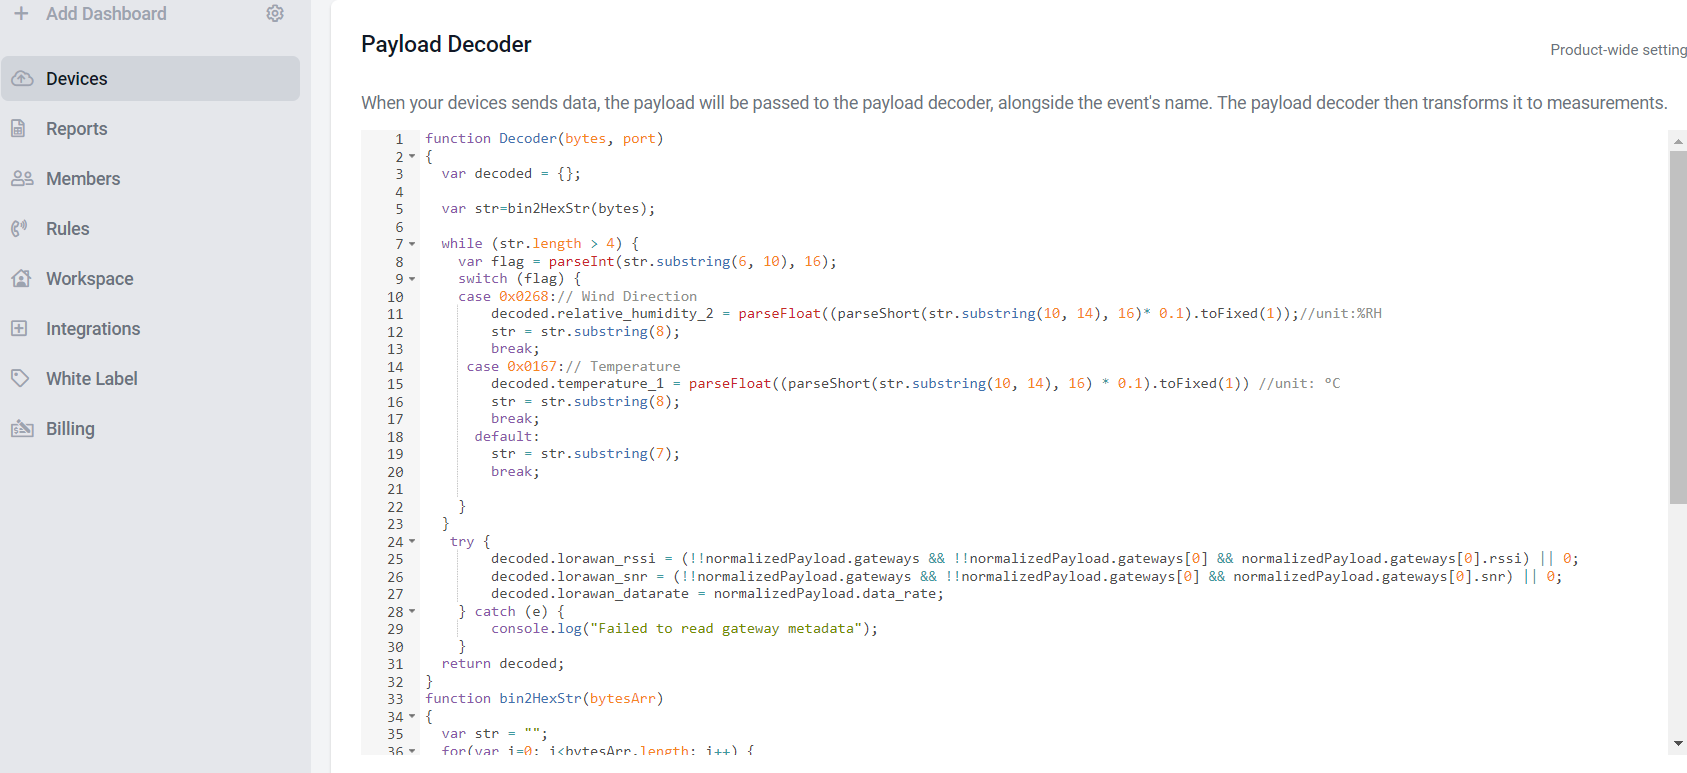 Add Dashboard
Devices
Reports
Members
Rules
Workspace
Integrations
White Label
Billing
Payload Decoder
Product-wide setting
When your devices sends data, the payload will be passed to the payload decoder, alongside the event's name. The payload decoder then transforms it to measurements.
1 function Decoder(bytes, port)
2 {
3 var decoded = {};
4
5 var str=bin2HexStr(bytes);
6
7 while (str.length > 4) {
8 var flag = parseInt(str.substring(6, 10), 16);
9 switch (flag) {
10 case 0x0268:// Wind Direction
11 decoded.relative_humidity_2 = parseFloat((parseShort(str.substring(10, 14), 16)* 0.1).toFixed(1));//unit:%RH
12 str = str.substring(8);
13 break;
14 case 0x0167:// Temperature
15 decoded.temperature_1 = parseFloat((parseShort(str.substring(10, 14), 16) * 0.1).toFixed(1)) //unit: °C
16 str = str.substring(8);
17 break;
18 default:
19 str = str.substring(7);
20 break;
21
22 }
23 }
24 try {
25 decoded.lorawan_rssi = (!!normalizedPayload.gateways && !!normalizedPayload.gateways[0] && normalizedPayload.gateways[0].rssi) || 0;
26 decoded.lorawan_snr = (!!normalizedPayload.gateways && !!normalizedPayload.gateways[0] && normalizedPayload.gateways[0].snr) || 0;
27 decoded.lorawan_datarate = normalizedPayload.data_rate;
28 } catch (e) {
29 console.log("Failed to read gateway metadata");
30 }
31 return decoded;
32 }
33 function bin2HexStr(bytesArr)
34 {
35 var str = "";
36 for(var i=0; i<bytesArr.length; i++) {